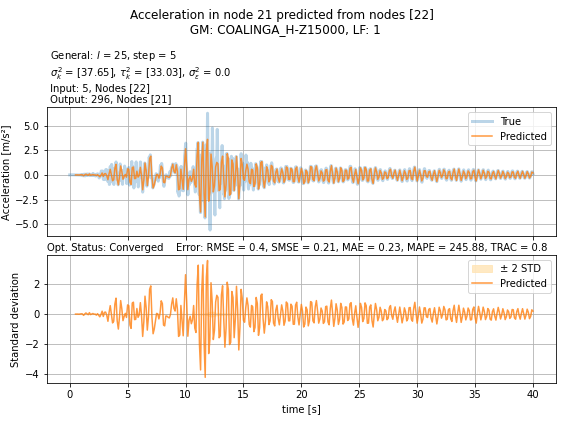 Acceleration in node 21 predicted from nodes [22]
GM: COALINGA_H-Z15000, LF: 1
General: l = 25, step = 5
σ²ₖ = [37.65], τ²ₖ = [33.03], σ²ε = 0.0
Input: 5, Nodes [22]
Output: 296, Nodes [21]
Acceleration [m/s²]
5.0
2.5
0.0
−2.5
−5.0
True
Predicted
Opt. Status: Converged    Error: RMSE = 0.4, SMSE = 0.21, MAE = 0.23, MAPE = 245.88, TRAC = 0.8
Standard deviation
2
0
−2
−4
± 2 STD
Predicted
0 5 10 15 20 25 30 35 40
time [s]